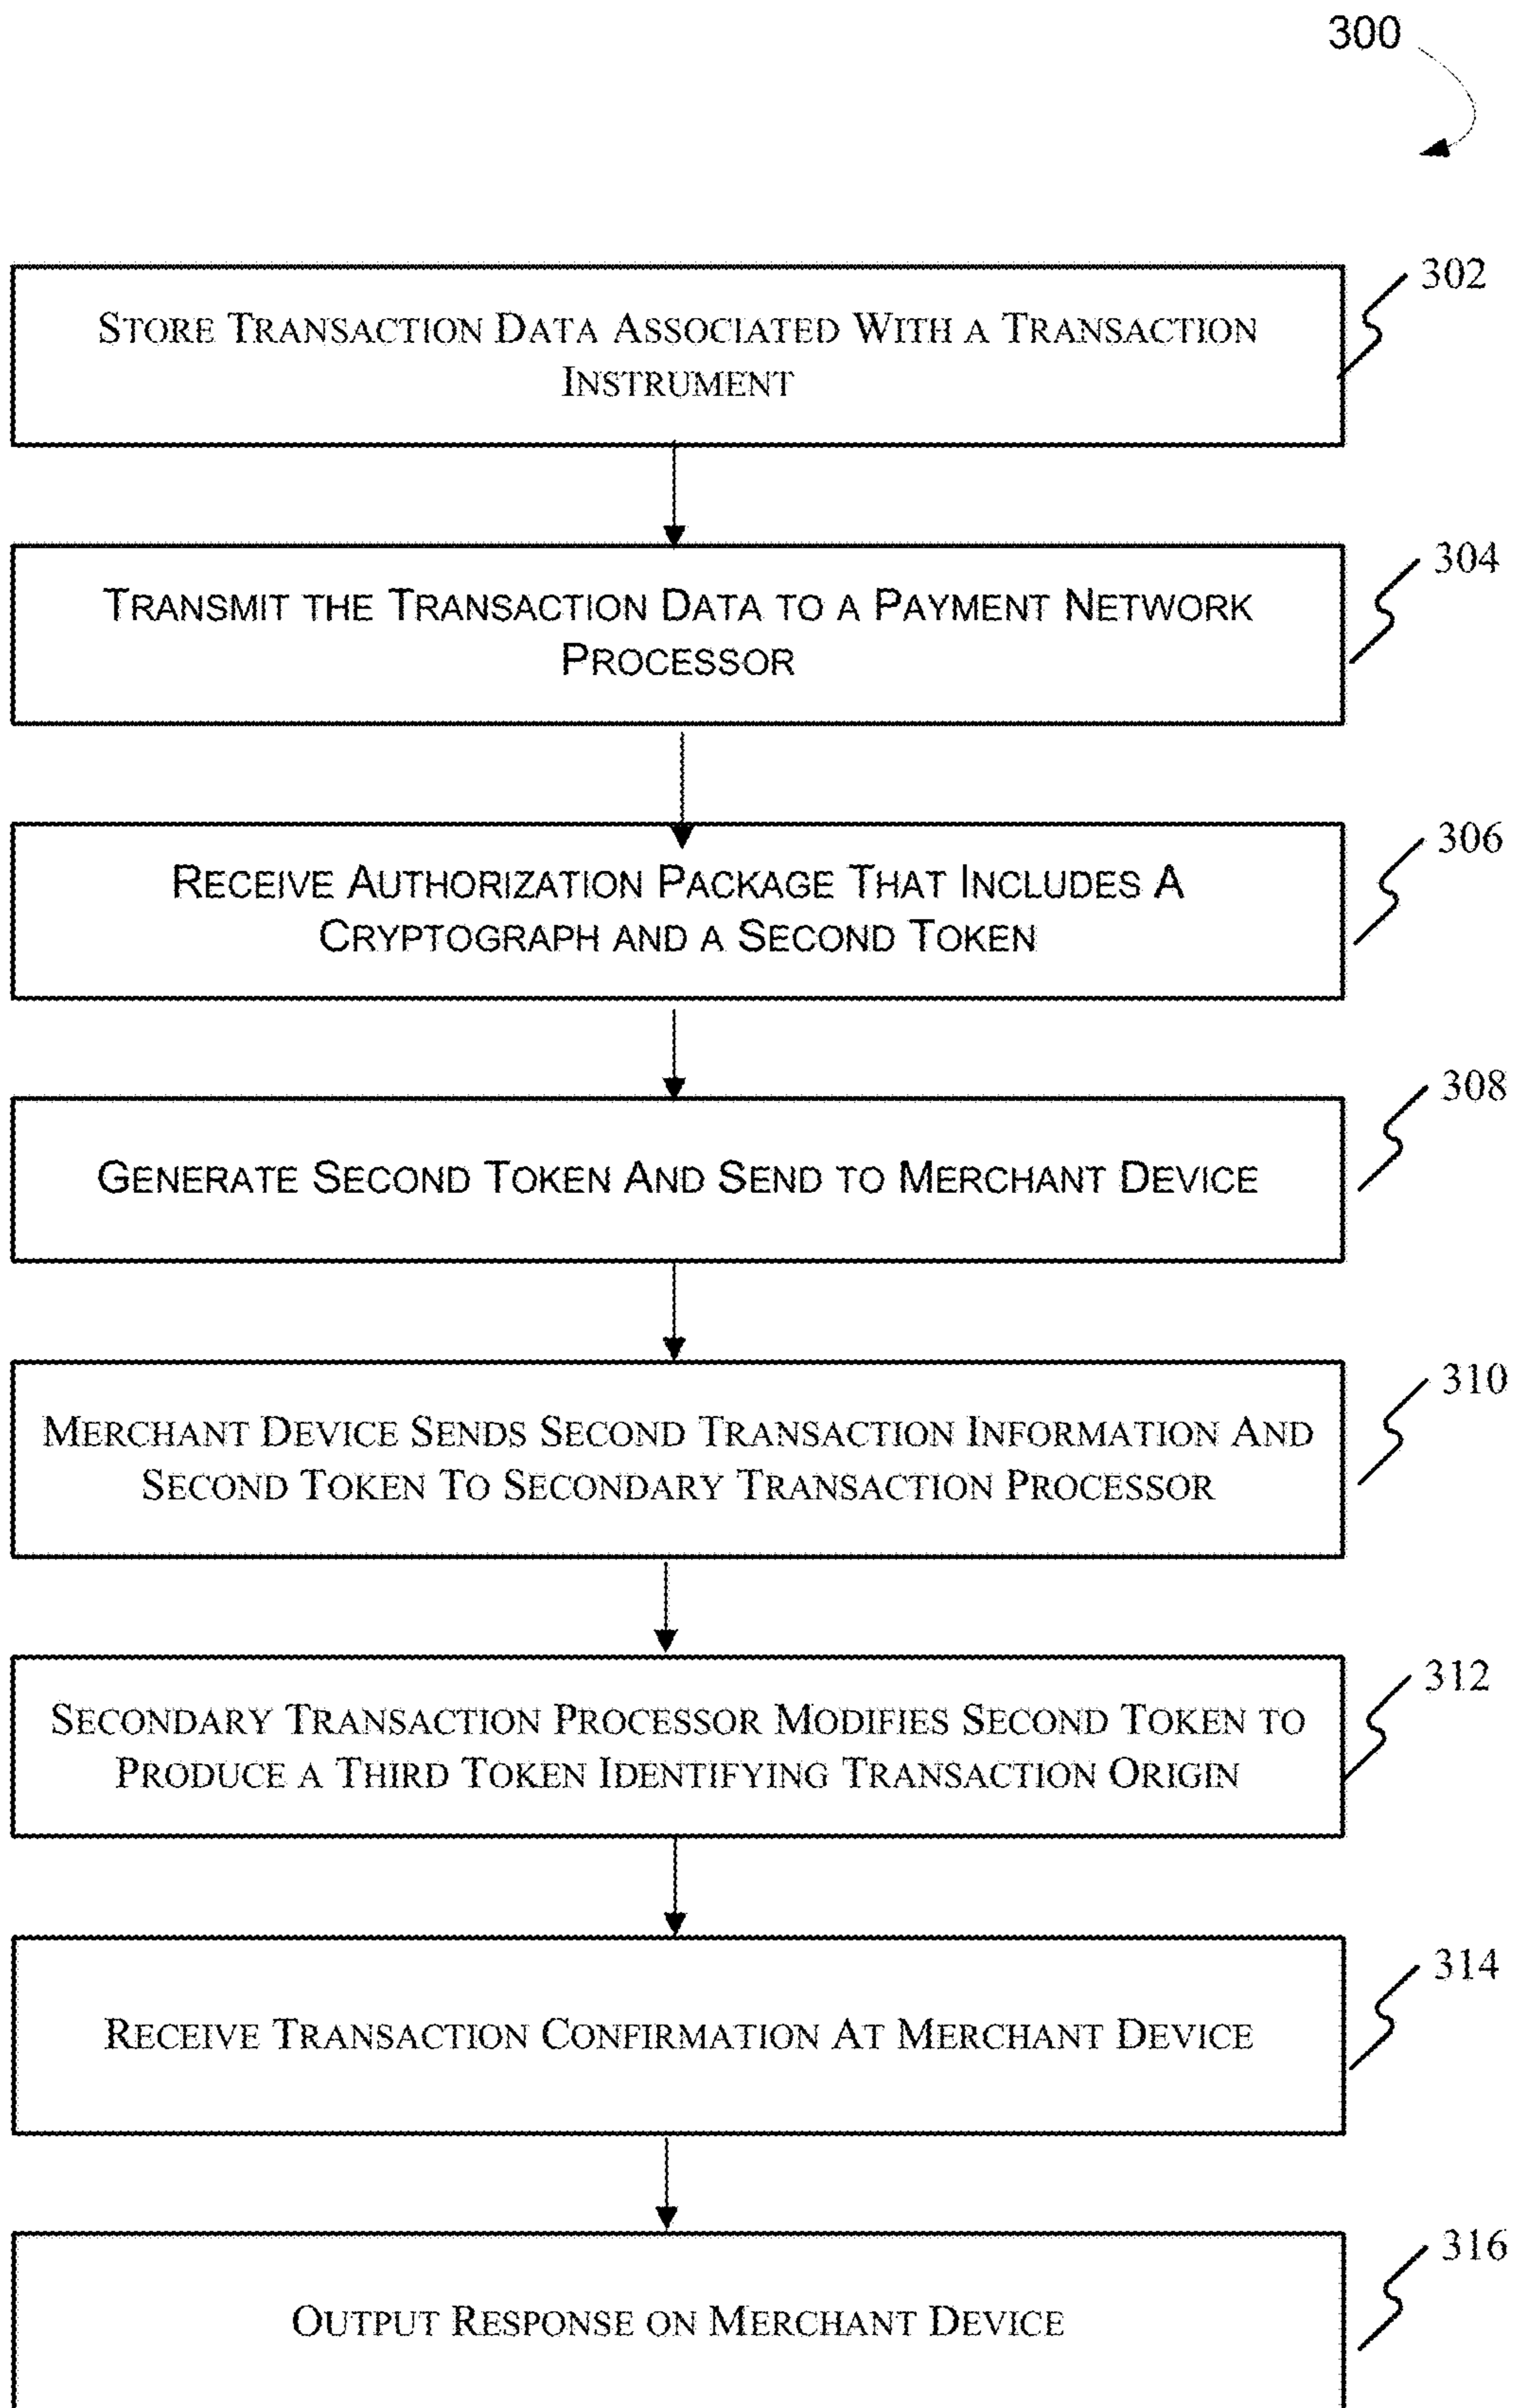 300
STORE TRANSACTION DATA ASSOCIATED WITH A TRANSACTION
INSTRUMENT
302
TRANSMIT THE TRANSACTION DATA TO A PAYMENT NETWORK
PROCESSOR
304
RECEIVE AUTHORIZATION PACKAGE THAT INCLUDES A
CRYPTOGRAPH AND A SECOND TOKEN
306
GENERATE SECOND TOKEN AND SEND TO MERCHANT DEVICE
308
MERCHANT DEVICE SENDS SECOND TRANSACTION INFORMATION AND
SECOND TOKEN TO SECONDARY TRANSACTION PROCESSOR
310
SECONDARY TRANSACTION PROCESSOR MODIFIES SECOND TOKEN TO
PRODUCE A THIRD TOKEN IDENTIFYING TRANSACTION ORIGIN
312
RECEIVE TRANSACTION CONFIRMATION AT MERCHANT DEVICE
314
OUTPUT RESPONSE ON MERCHANT DEVICE
316